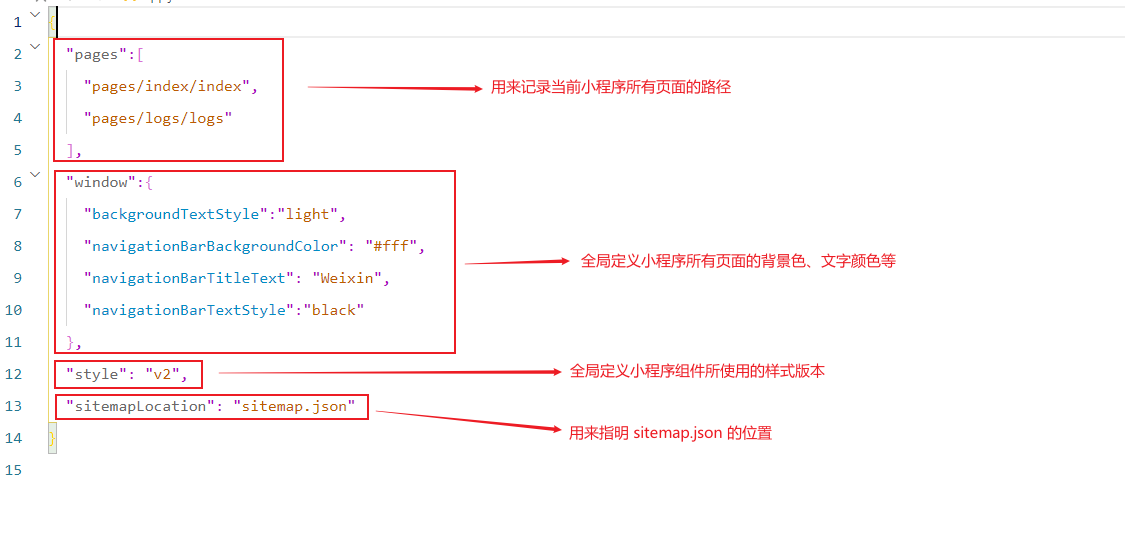 1 {
2 "pages":[
3 "pages/index/index",
用来记录当前小程序所有页面的路径
4 "pages/logs/logs"
5 ],
6 "window":{
7 "backgroundTextStyle":"light",
8 "navigationBarBackgroundColor": "#fff",
全局定义小程序所有页面的背景色、文字颜色等
9 "navigationBarTitleText": "Weixin",
10 "navigationBarTextStyle":"black"
11 },
12 "style": "v2",
全局定义小程序组件所使用的样式版本
13 "sitemapLocation": "sitemap.json"
用来指明 sitemap.json 的位置
14 }
15